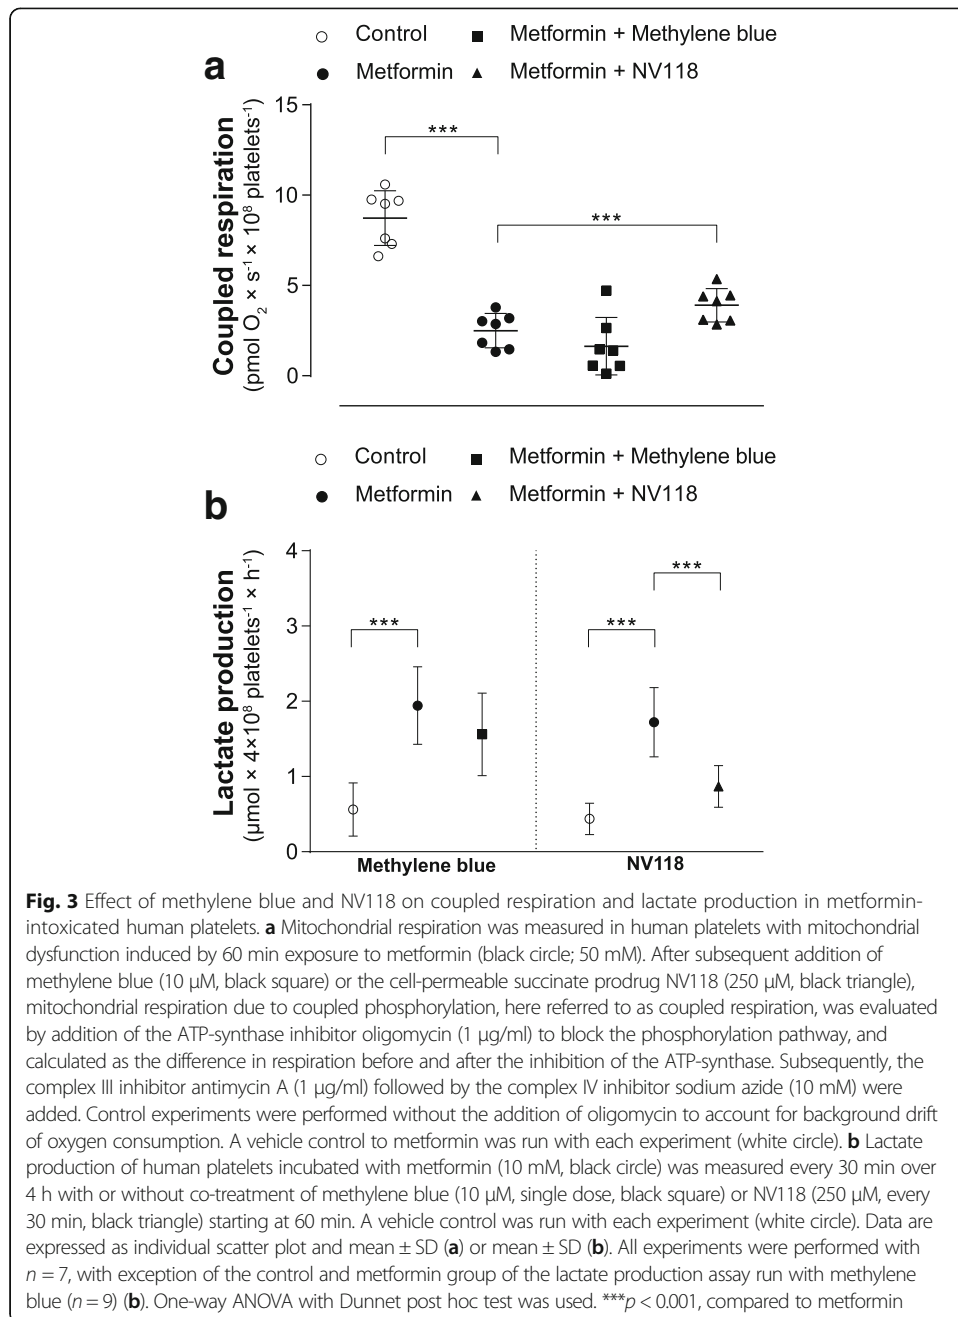 ○ Control ■ Metformin + Methylene blue
a
● Metformin ▲ Metformin + NV118
Coupled respiration
(pmol O₂ × s⁻¹ × 10⁸ platelets⁻¹)
15
***
10
***
5
0
○ Control ■ Metformin + Methylene blue
● Metformin ▲ Metformin + NV118
b
Lactate production
(µmol × 4×10⁸ platelets⁻¹ × h⁻¹)
4
***
3
*** ***
2
1
0
Methylene blue NV118
Fig. 3 Effect of methylene blue and NV118 on coupled respiration and lactate production in metformin-
intoxicated human platelets. a Mitochondrial respiration was measured in human platelets with mitochondrial
dysfunction induced by 60 min exposure to metformin (black circle; 50 mM). After subsequent addition of
methylene blue (10 µM, black square) or the cell-permeable succinate prodrug NV118 (250 µM, black triangle),
mitochondrial respiration due to coupled phosphorylation, here referred to as coupled respiration, was evaluated
by addition of the ATP-synthase inhibitor oligomycin (1 µg/ml) to block the phosphorylation pathway, and
calculated as the difference in respiration before and after the inhibition of the ATP-synthase. Subsequently, the
complex III inhibitor antimycin A (1 µg/ml) followed by the complex IV inhibitor sodium azide (10 mM) were
added. Control experiments were performed without the addition of oligomycin to account for background drift
of oxygen consumption. A vehicle control to metformin was run with each experiment (white circle). b Lactate
production of human platelets incubated with metformin (10 mM, black circle) was measured every 30 min over
4 h with or without co-treatment of methylene blue (10 µM, single dose, black square) or NV118 (250 µM, every
30 min, black triangle) starting at 60 min. A vehicle control was run with each experiment (white circle). Data are
expressed as individual scatter plot and mean ± SD (a) or mean ± SD (b). All experiments were performed with
n = 7, with exception of the control and metformin group of the lactate production assay run with methylene
blue (n = 9) (b). One-way ANOVA with Dunnet post hoc test was used. ***p < 0.001, compared to metformin